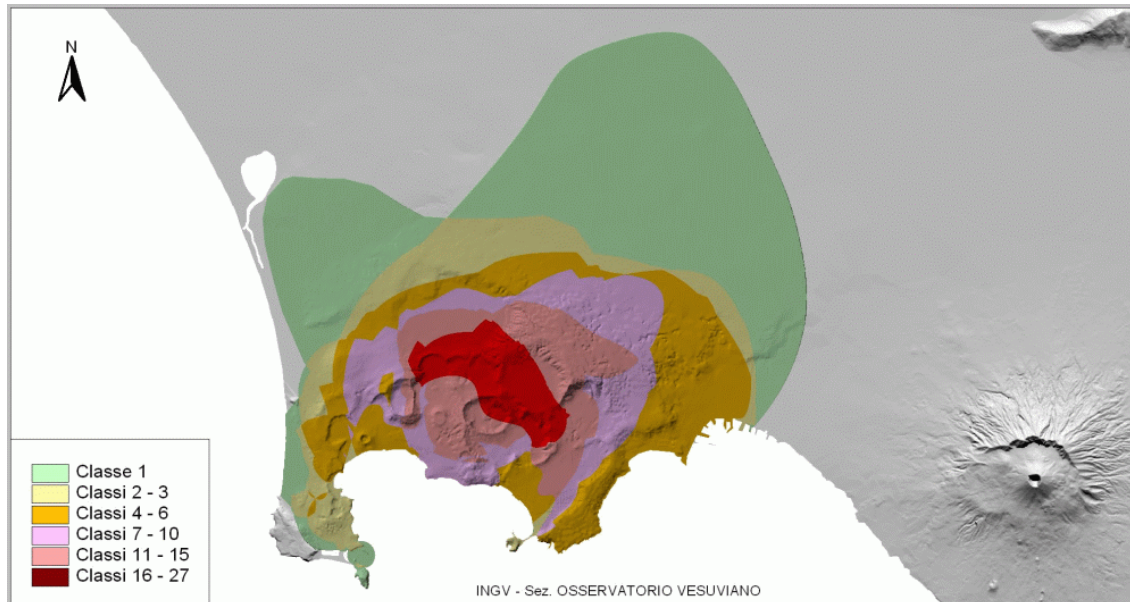 N
Classe 1
Classi 2 - 3
Classi 4 - 6
Classi 7 - 10
Classi 11 - 15
Classi 16 - 27
INGV - Sez. OSSERVATORIO VESUVIANO